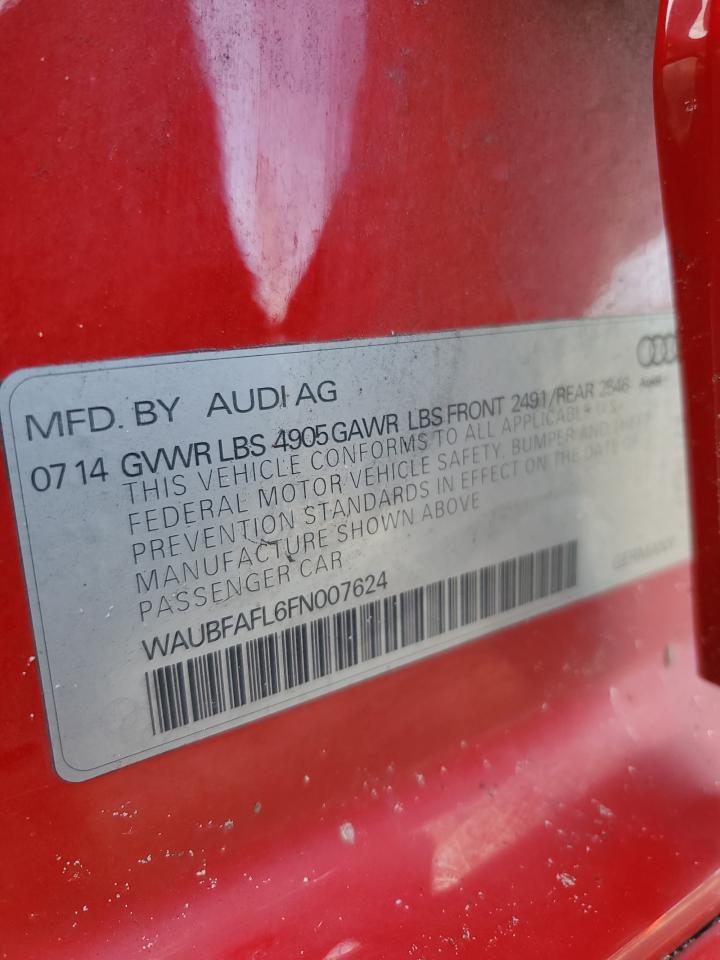 MFD. BY AUDI AG
07 14 GVWR LBS 4905 GAWR LBS FRONT 2491/REAR 2546
THIS VEHICLE CONFORMS TO ALL APPLICABLE U.S.
FEDERAL MOTOR VEHICLE SAFETY, BUMPER AND THEFT
PREVENTION STANDARDS IN EFFECT ON THE DATE OF
MANUFACTURE SHOWN ABOVE
PASSENGER CAR
WAUBFAFL6FN007624
GERMANY
Audi